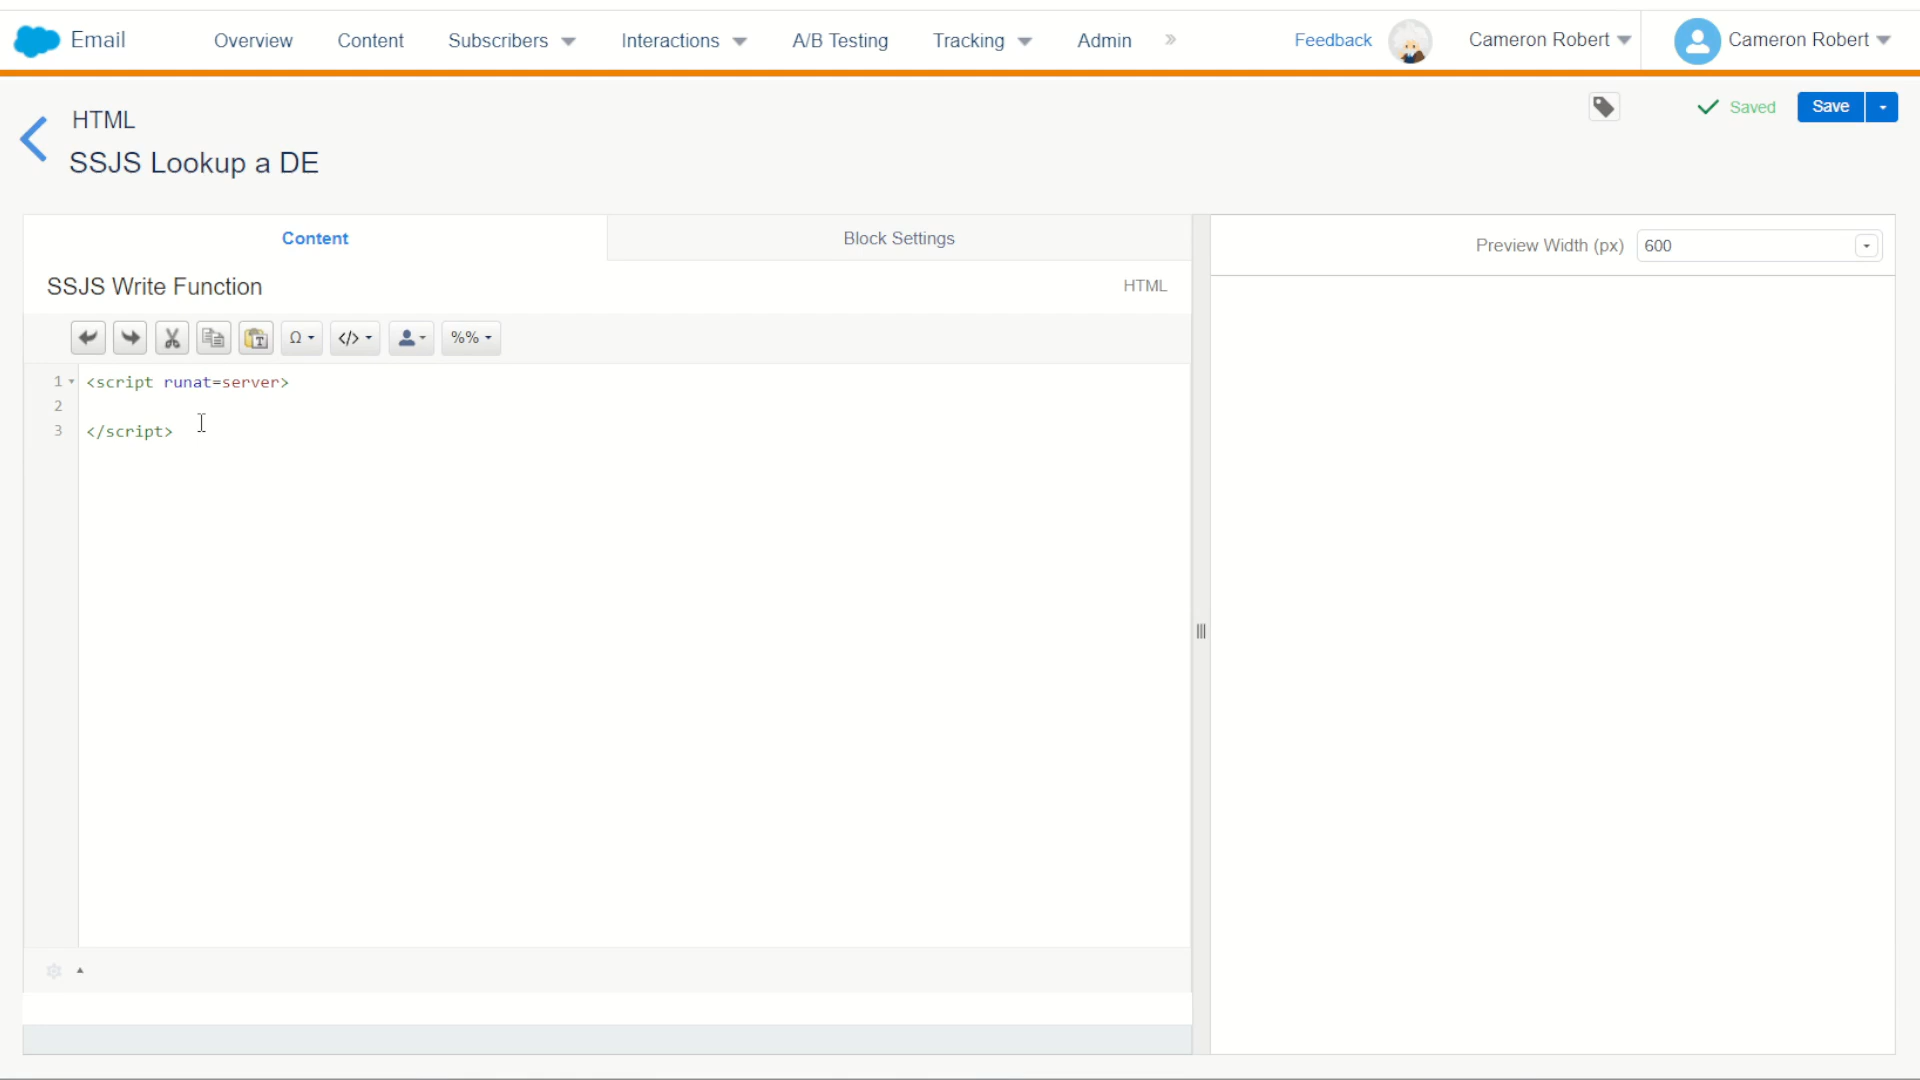 Email Overview Content Subscribers Interactions A/B Testing Tracking Admin » Feedback Cameron Robert Cameron Robert
HTML
SSJS Lookup a DE
Saved Save
Content Block Settings
Preview Width (px) 600
SSJS Write Function HTML
Ω </> %%
1 <script runat=server>
2
3 </script>